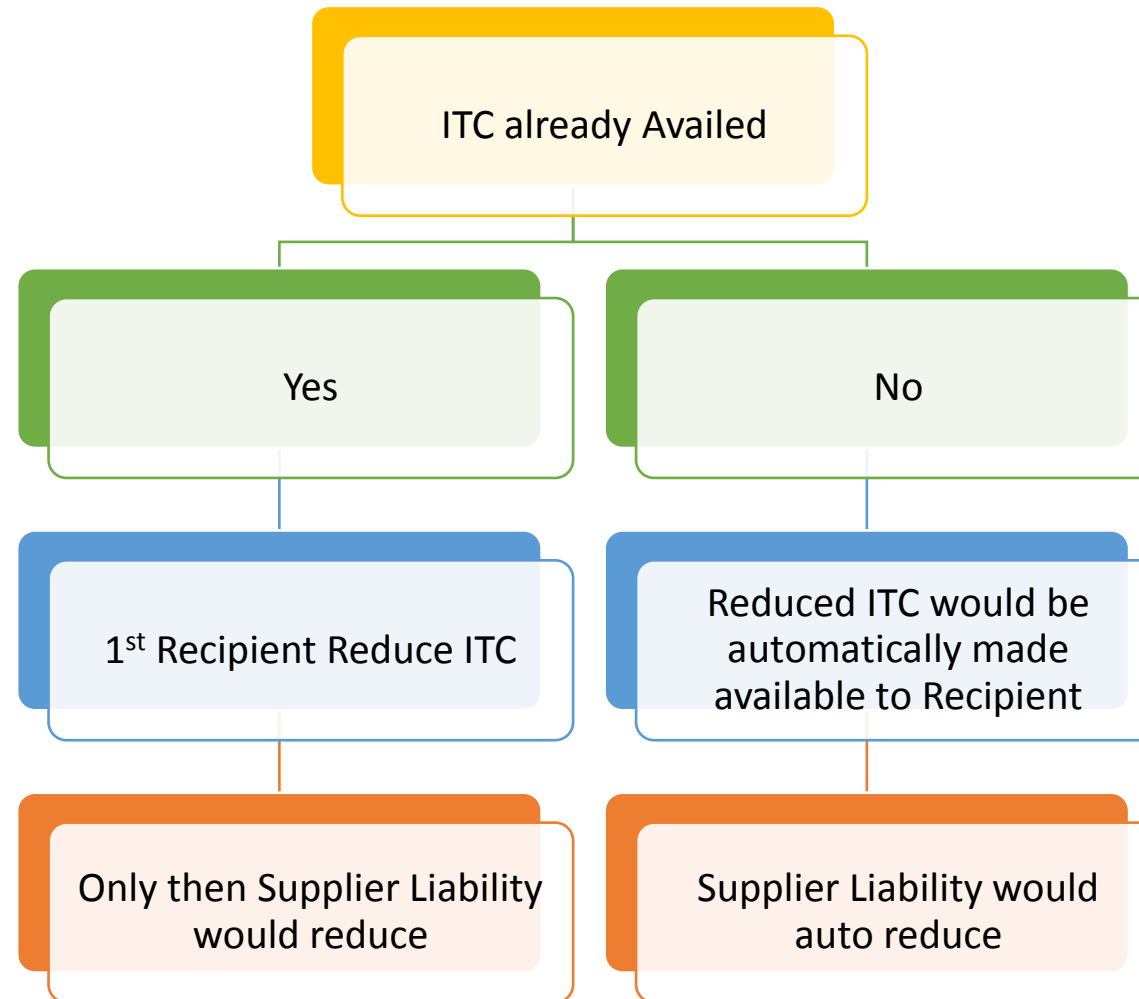 ITC already Availed
Yes
No
1st Recipient Reduce ITC
Reduced ITC would be
automatically made
available to Recipient
Only then Supplier Liability
would reduce
Supplier Liability would
auto reduce